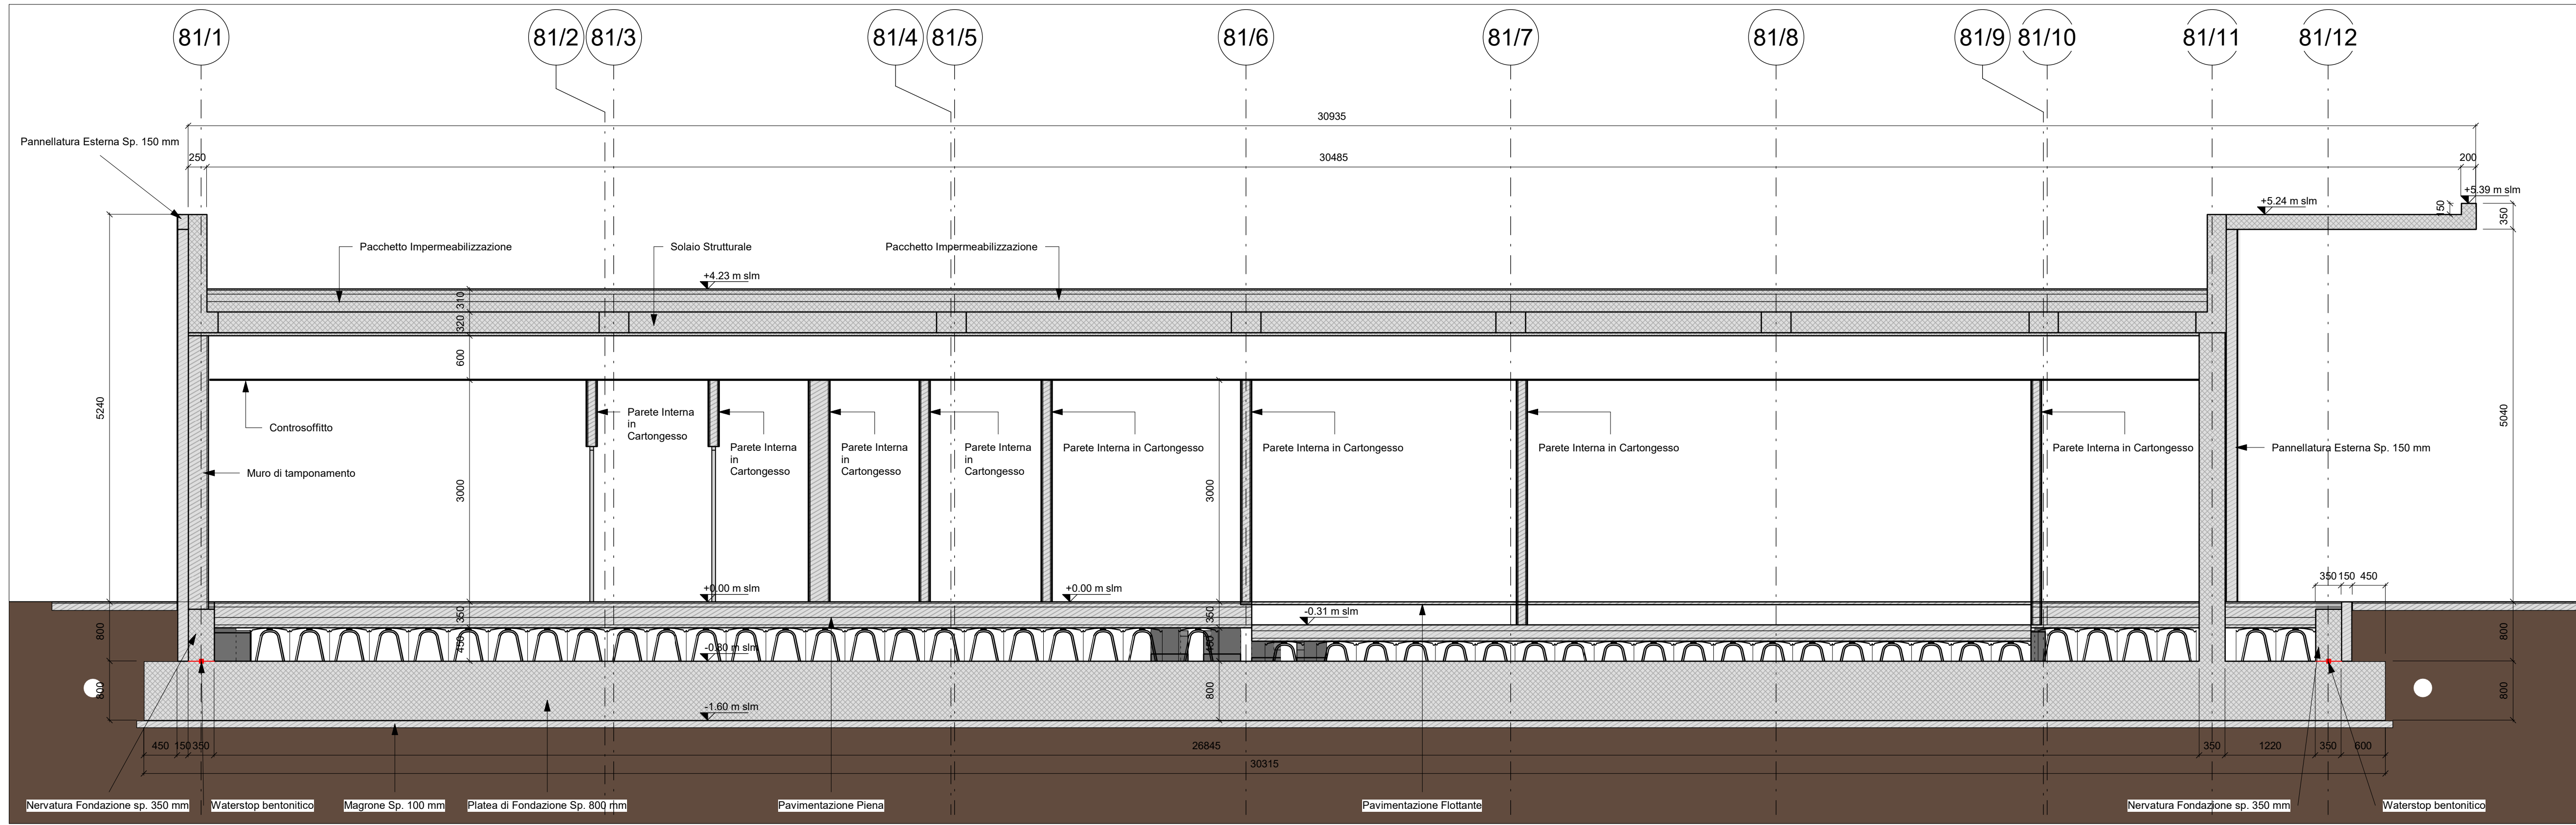 81/1
81/2
81/3
81/4
81/5
81/6
81/7
81/8
81/9
81/10
81/11
81/12
30935
Pannellatura Esterna Sp. 150 mm
250
30485
200
+5.39 m slm
+5.24 m slm
150
350
Pacchetto Impermeabilizzazione
Solaio Strutturale
Pacchetto Impermeabilizzazione
+4.23 m slm
310
320
600
5240
5040
Controsoffitto
Muro di tamponamento
Parete Interna
in
Cartongesso
Parete Interna
in
Cartongesso
Parete Interna
in
Cartongesso
Parete Interna
in
Cartongesso
Parete Interna in Cartongesso
Parete Interna in Cartongesso
Parete Interna in Cartongesso
Parete Interna in Cartongesso
Pannellatura Esterna Sp. 150 mm
3000
3000
+0.00 m slm
+0.00 m slm
-0.31 m slm
350
150
450
800
350
450
350
450
800
-0.80 m slm
800
800
800
-1.60 m slm
450
150
350
26845
350
1220
350
600
30315
Nervatura Fondazione sp. 350 mm
Waterstop bentonitico
Magrone Sp. 100 mm
Platea di Fondazione Sp. 800 mm
Pavimentazione Piena
Pavimentazione Flottante
Nervatura Fondazione sp. 350 mm
Waterstop bentonitico